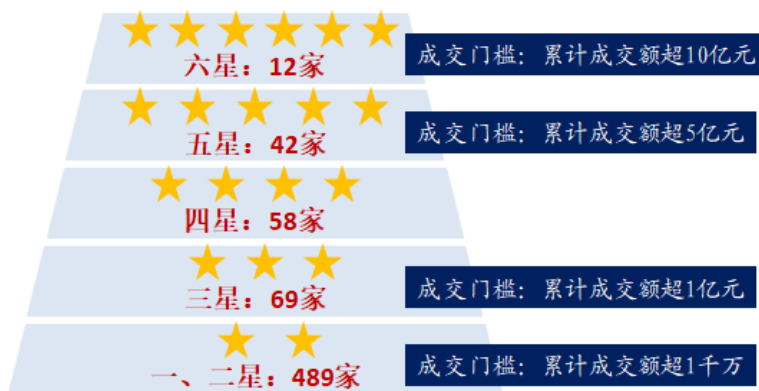 六星：12家
成交门槛：累计成交额超10亿元
五星：42家
成交门槛：累计成交额超5亿元
四星：58家
三星：69家
成交门槛：累计成交额超1亿元
一、二星：489家
成交门槛：累计成交额超1千万